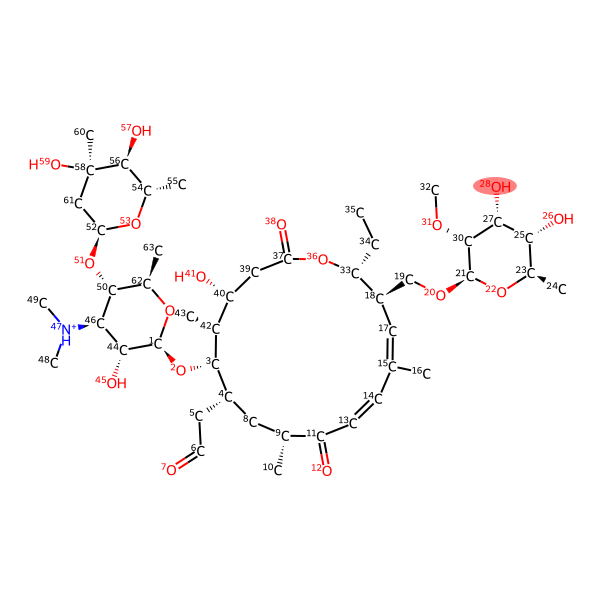 ⁶⁰C ⁵⁷OH
H⁵⁹O ⁵⁸C ⁵⁶C
⁵⁴C ⁵⁵C ³²C ²⁸OH
⁶¹C ³⁵C
⁵²C ⁵³O ³⁸O ³¹O ²⁷C ²⁶OH
³⁴C ³⁰C ²⁵C
⁵¹O ⁶³C ³⁷C ³⁶O
H⁴¹O ³⁹C ³³C ¹⁹C ²¹C ²³C
⁵⁰C ⁶²C ⁴⁰C ¹⁸C ²⁰O ²²O ²⁴C
⁴⁹C O ⁴³C
⁴⁷N⁺H ⁴⁶C ⁴²C ¹⁷C
⁴⁴C ¹C
⁴⁸C ²O ³C ¹⁵C ¹⁶C
⁴⁵OH
⁴C ¹⁴C
⁵C ⁸C ¹³C
⁹C ¹¹C
⁶C
⁷O ¹⁰C ¹²O